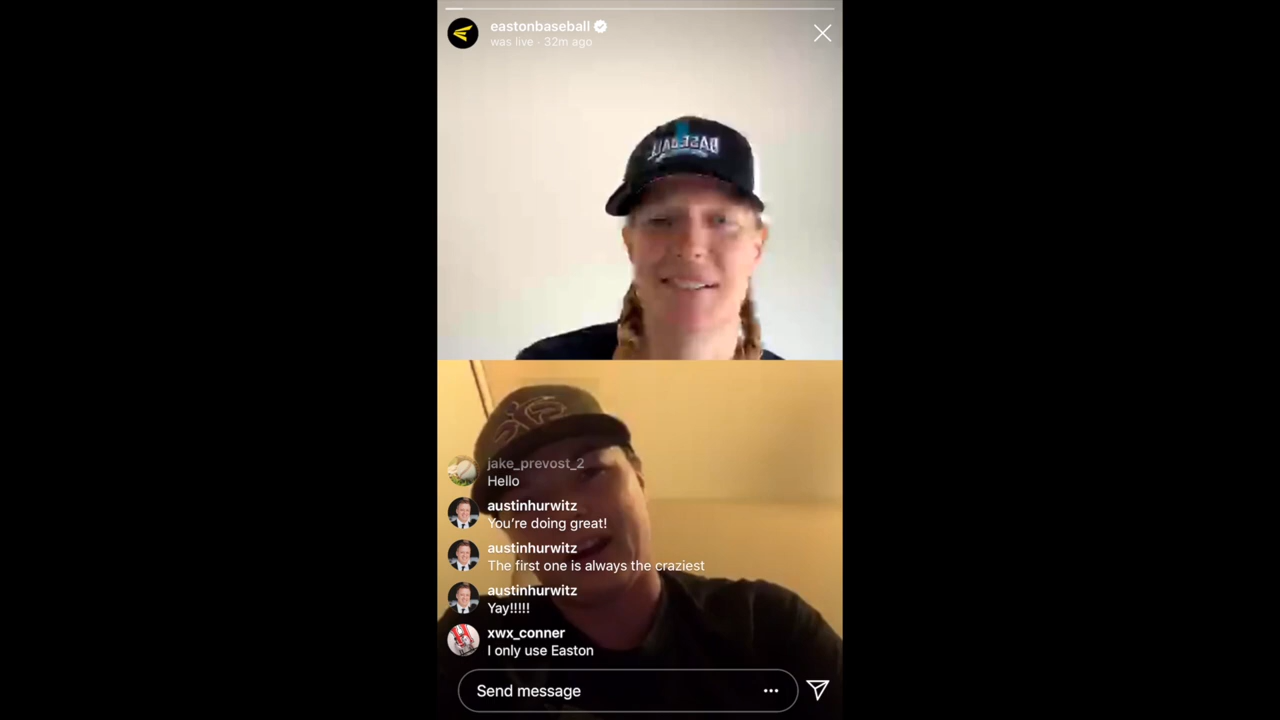 eastonbaseball
was live · 32m ago
BASEBALL
jake_prevost_2
Hello
austinhurwitz
You're doing great!
austinhurwitz
The first one is always the craziest
austinhurwitz
Yay!!!!!
xwx_conner
I only use Easton
Send message